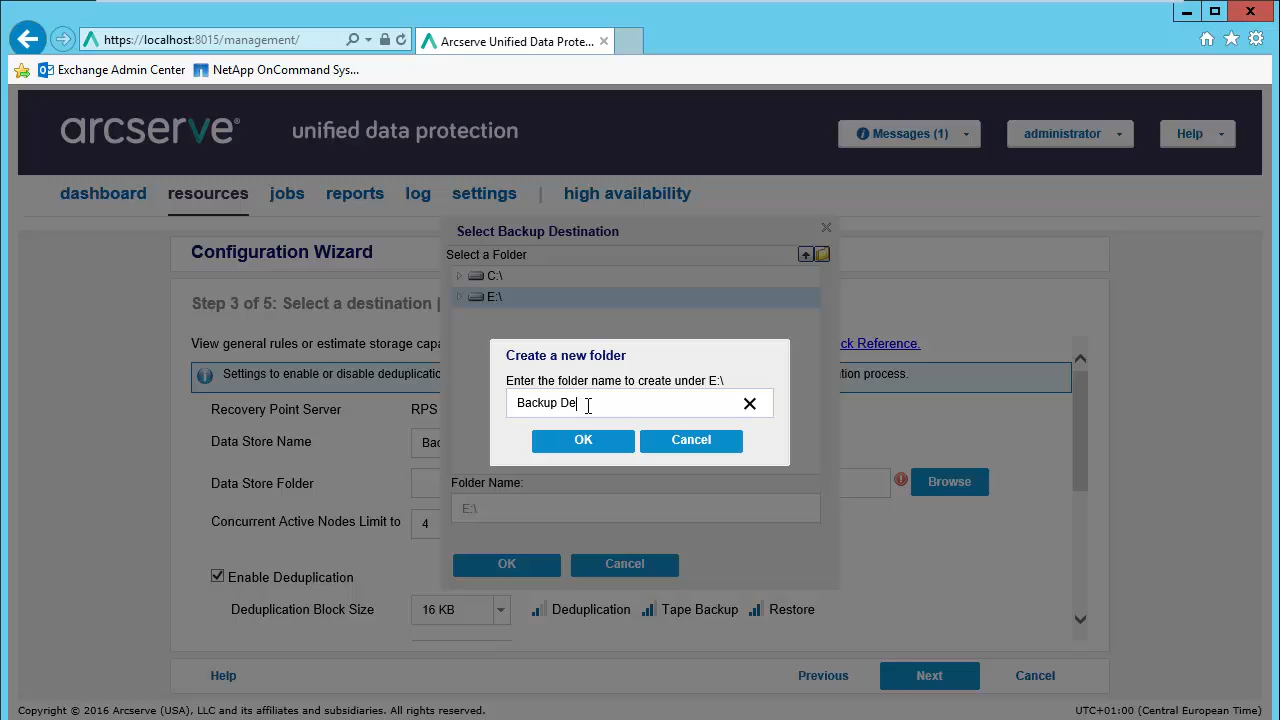 https://localhost:8015/management/
Arcserve Unified Data Prote...
Exchange Admin Center
NetApp OnCommand Sys...
arcserve®
unified data protection
Messages (1)
administrator
Help
dashboard
resources
jobs
reports
log
settings
|
high availability
Configuration Wizard
Select Backup Destination
Select a Folder
C:\
E:\
Step 3 of 5: Select a destination |
View general rules or estimate storage capa
ck Reference.
Settings to enable or disable deduplicatio
ion process.
Create a new folder
Enter the folder name to create under E:\
Backup De
OK
Cancel
Recovery Point Server
RPS
Data Store Name
Bac
Data Store Folder
Browse
Folder Name:
E:\
Concurrent Active Nodes Limit to
4
OK
Cancel
Enable Deduplication
Deduplication Block Size
16 KB
Deduplication
Tape Backup
Restore
Help
Previous
Next
Cancel
Copyright © 2016 Arcserve (USA), LLC and its affiliates and subsidiaries. All rights reserved.
UTC+01:00 (Central European Time)